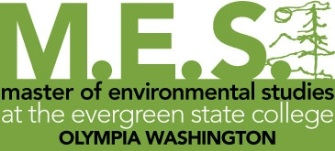 M.E.S.
master of environmental studies
at the evergreen state college
OLYMPIA WASHINGTON